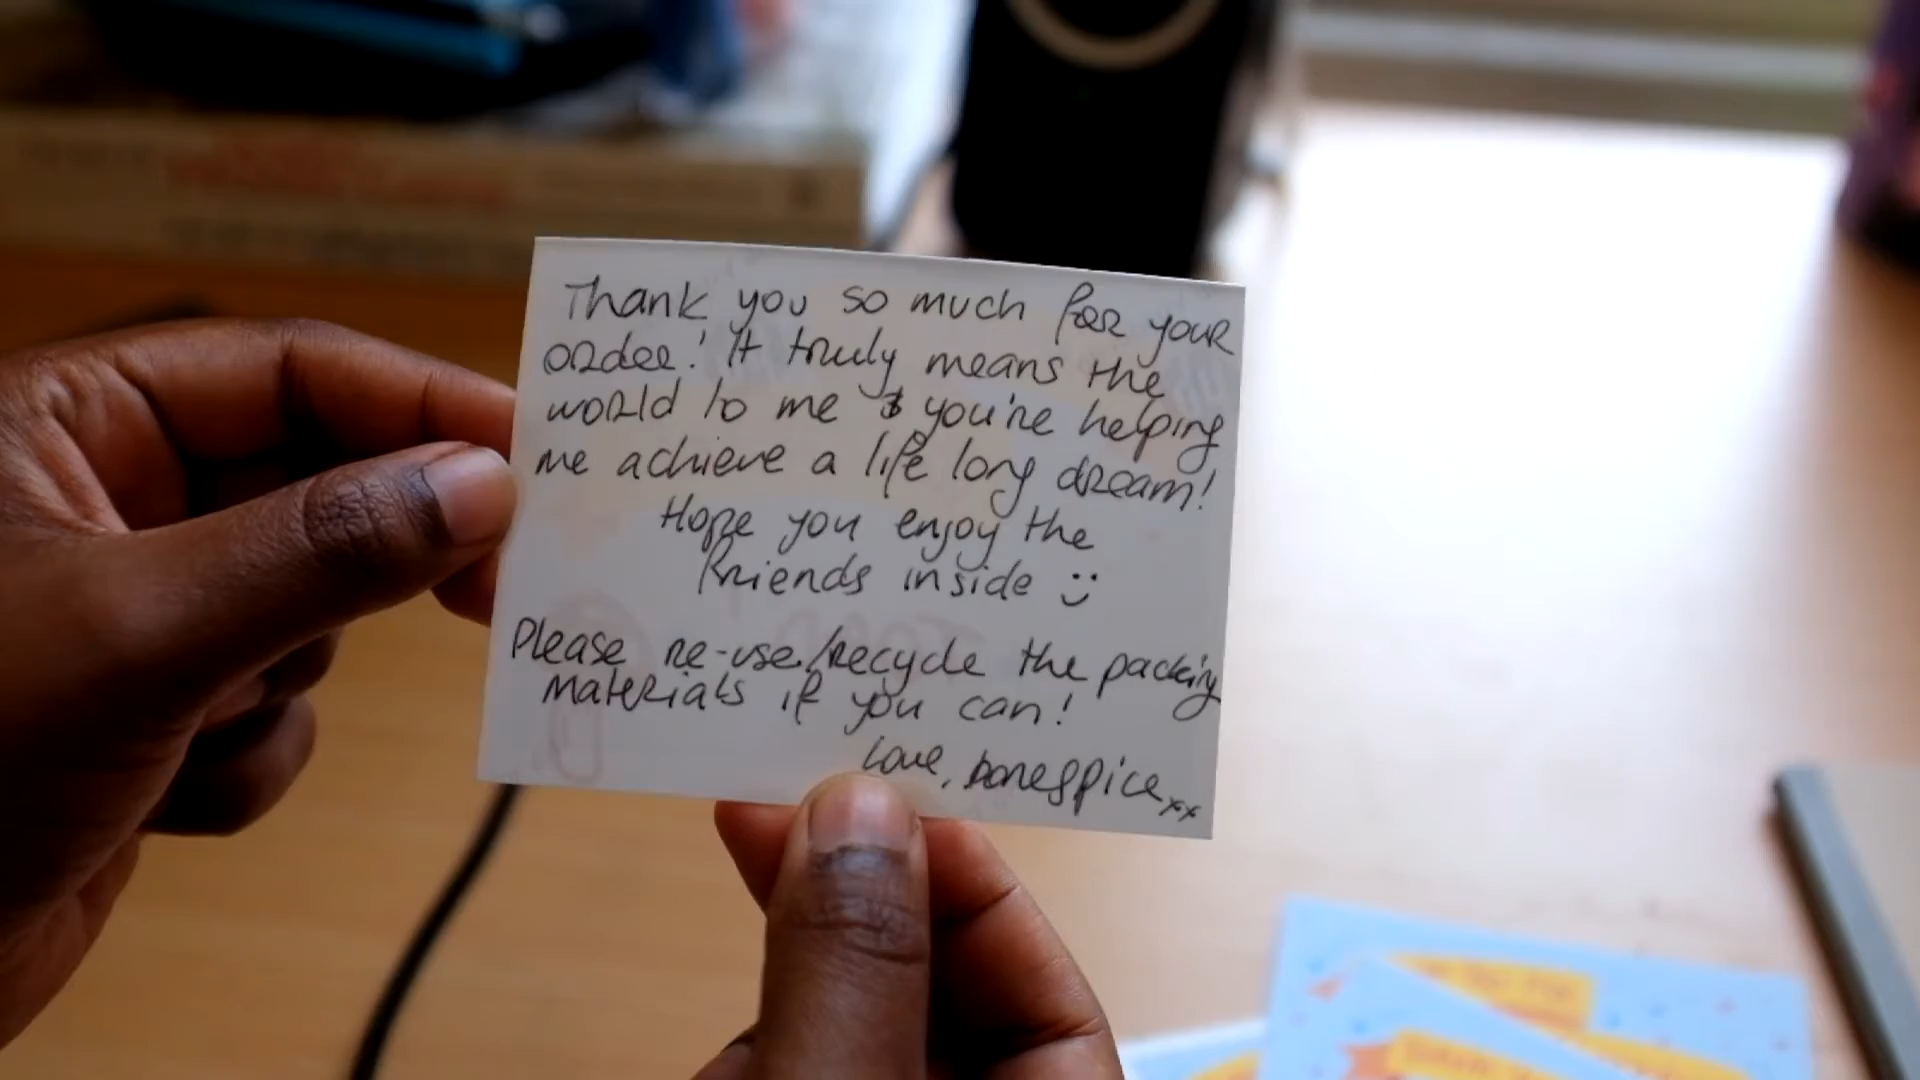 Thank you so much for your
order! It truly means the
world to me & you're helping
me achieve a life long dream!
Hope you enjoy the
friends inside :)
Please re-use/recycle the packing
materials if you can!
Love, bonespice xx